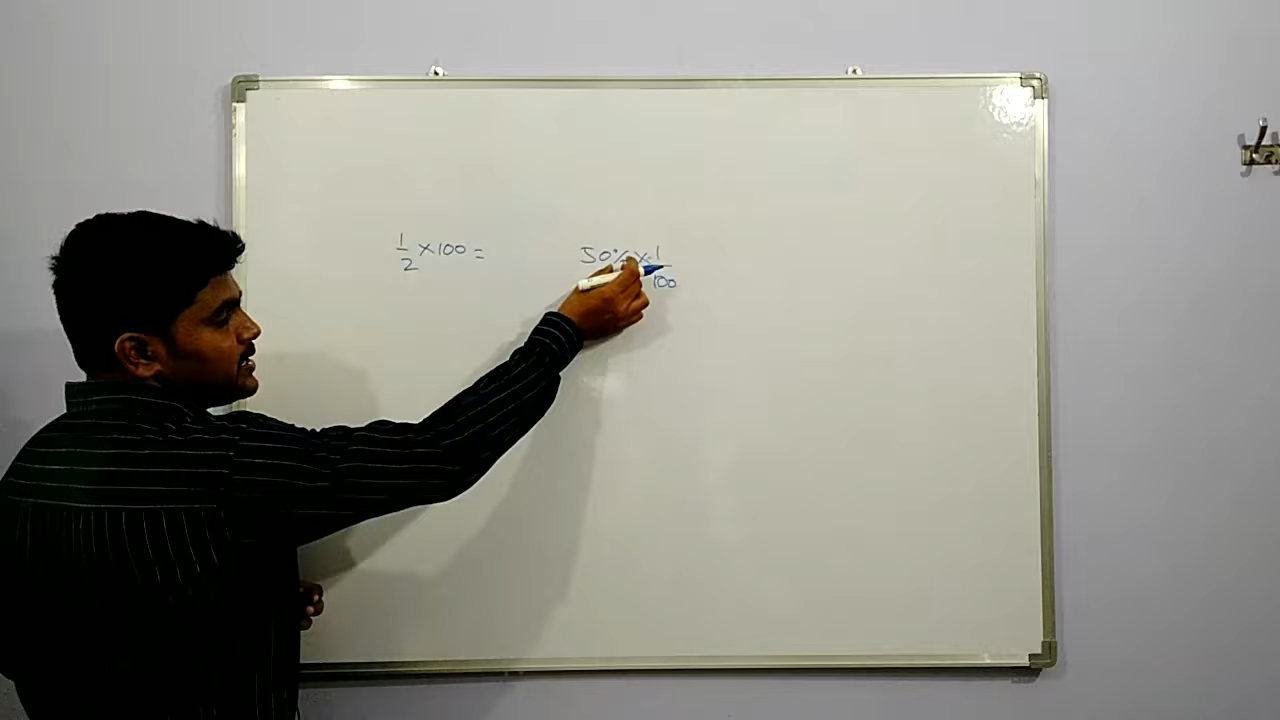 1/2 × 100 =
50% × 1/100